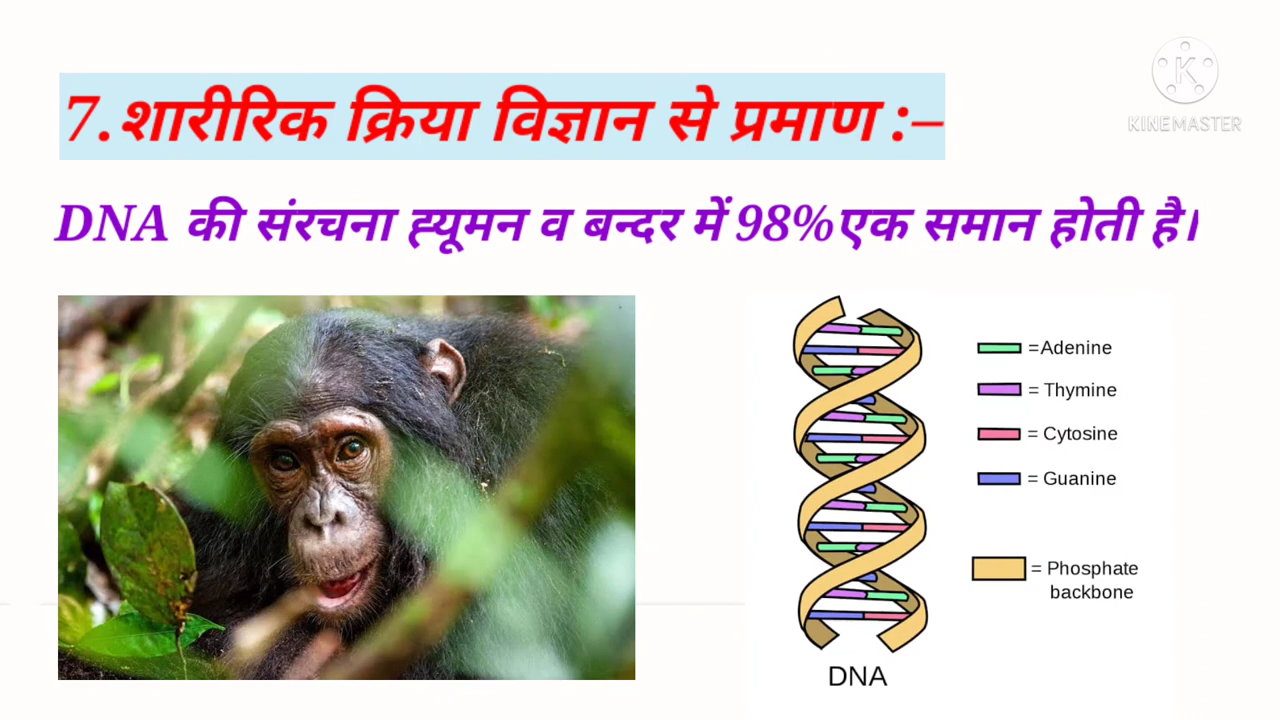 7.शारीरिक क्रिया विज्ञान से प्रमाण :–
K
KINEMASTER
DNA की संरचना ह्यूमन व बन्दर में 98%एक समान होती है।
=Adenine
= Thymine
= Cytosine
= Guanine
= Phosphate
backbone
DNA